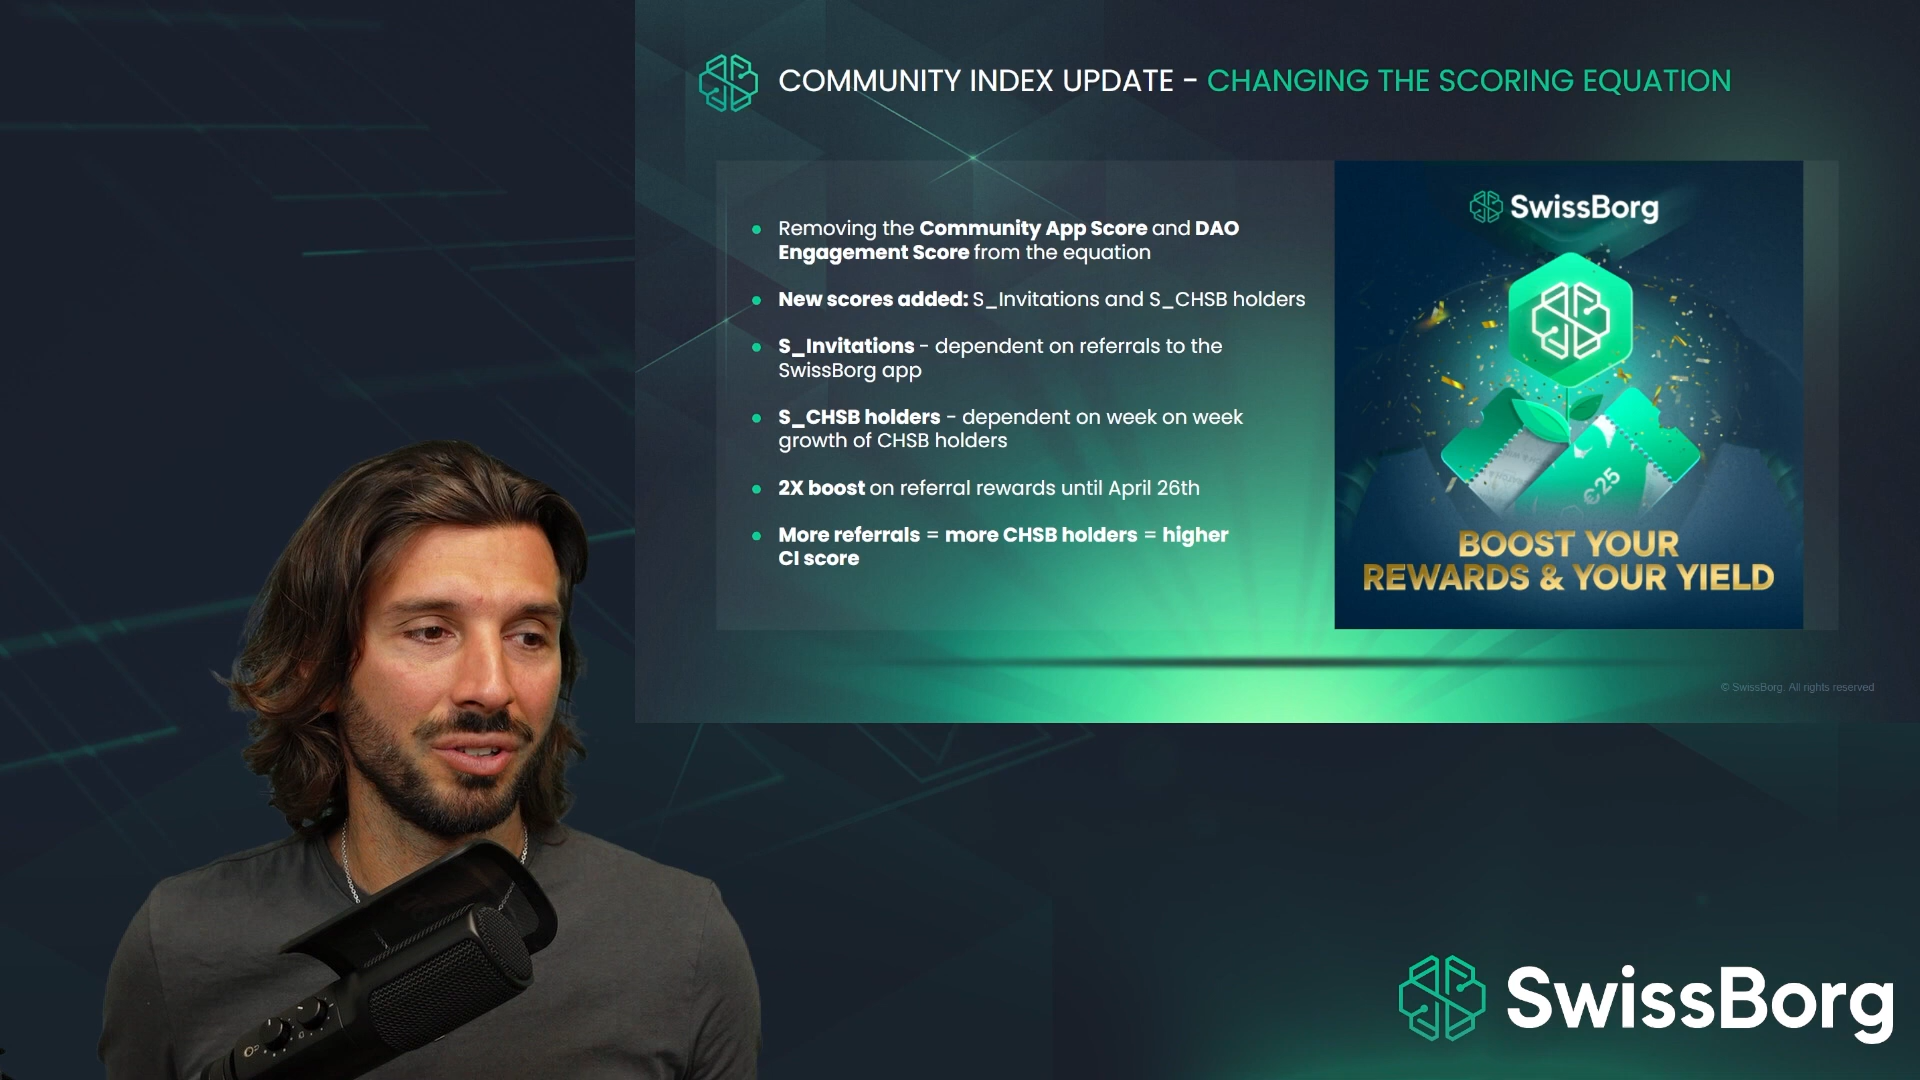 COMMUNITY INDEX UPDATE - CHANGING THE SCORING EQUATION
Removing the Community App Score and DAO
Engagement Score from the equation
New scores added: S_Invitations and S_CHSB holders
S_Invitations - dependent on referrals to the
SwissBorg app
S_CHSB holders - dependent on week on week
growth of CHSB holders
2X boost on referral rewards until April 26th
More referrals = more CHSB holders = higher
CI score
SwissBorg
€25
BOOST YOUR
REWARDS & YOUR YIELD
© SwissBorg. All rights reserved
SwissBorg